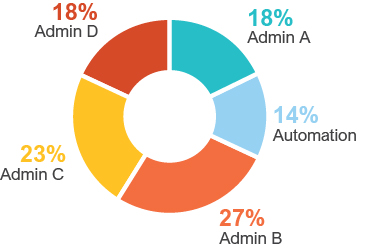 18%
Admin D
18%
Admin A
14%
Automation
23%
Admin C
27%
Admin B